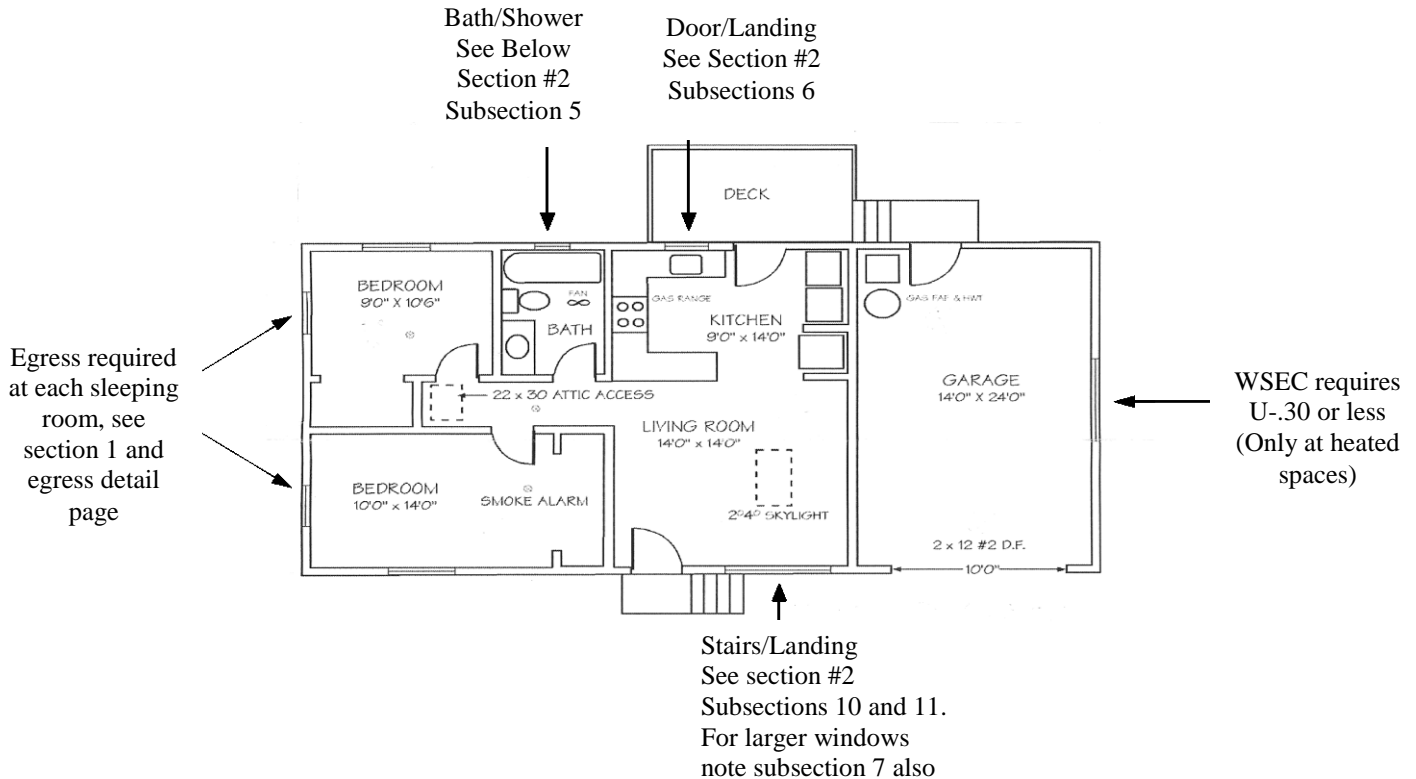 Bath/Shower
See Below
Section #2
Subsection 5
Door/Landing
See Section #2
Subsections 6
DECK
BEDROOM
9'0" X 10'6"
FAN
BATH
GAS RANGE
KITCHEN
9'0" x 14'0"
GAS FAF & HWT
Egress required
at each sleeping
room, see
section 1 and
egress detail
page
22 x 30 ATTIC ACCESS
GARAGE
14'0" X 24'0"
WSEC requires
U-.30 or less
(Only at heated
spaces)
LIVING ROOM
14'0" x 14'0"
BEDROOM
10'0" x 14'0"
SMOKE ALARM
2⁰4⁰ SKYLIGHT
2 x 12 #2 D.F.
10'0"
Stairs/Landing
See section #2
Subsections 10 and 11.
For larger windows
note subsection 7 also